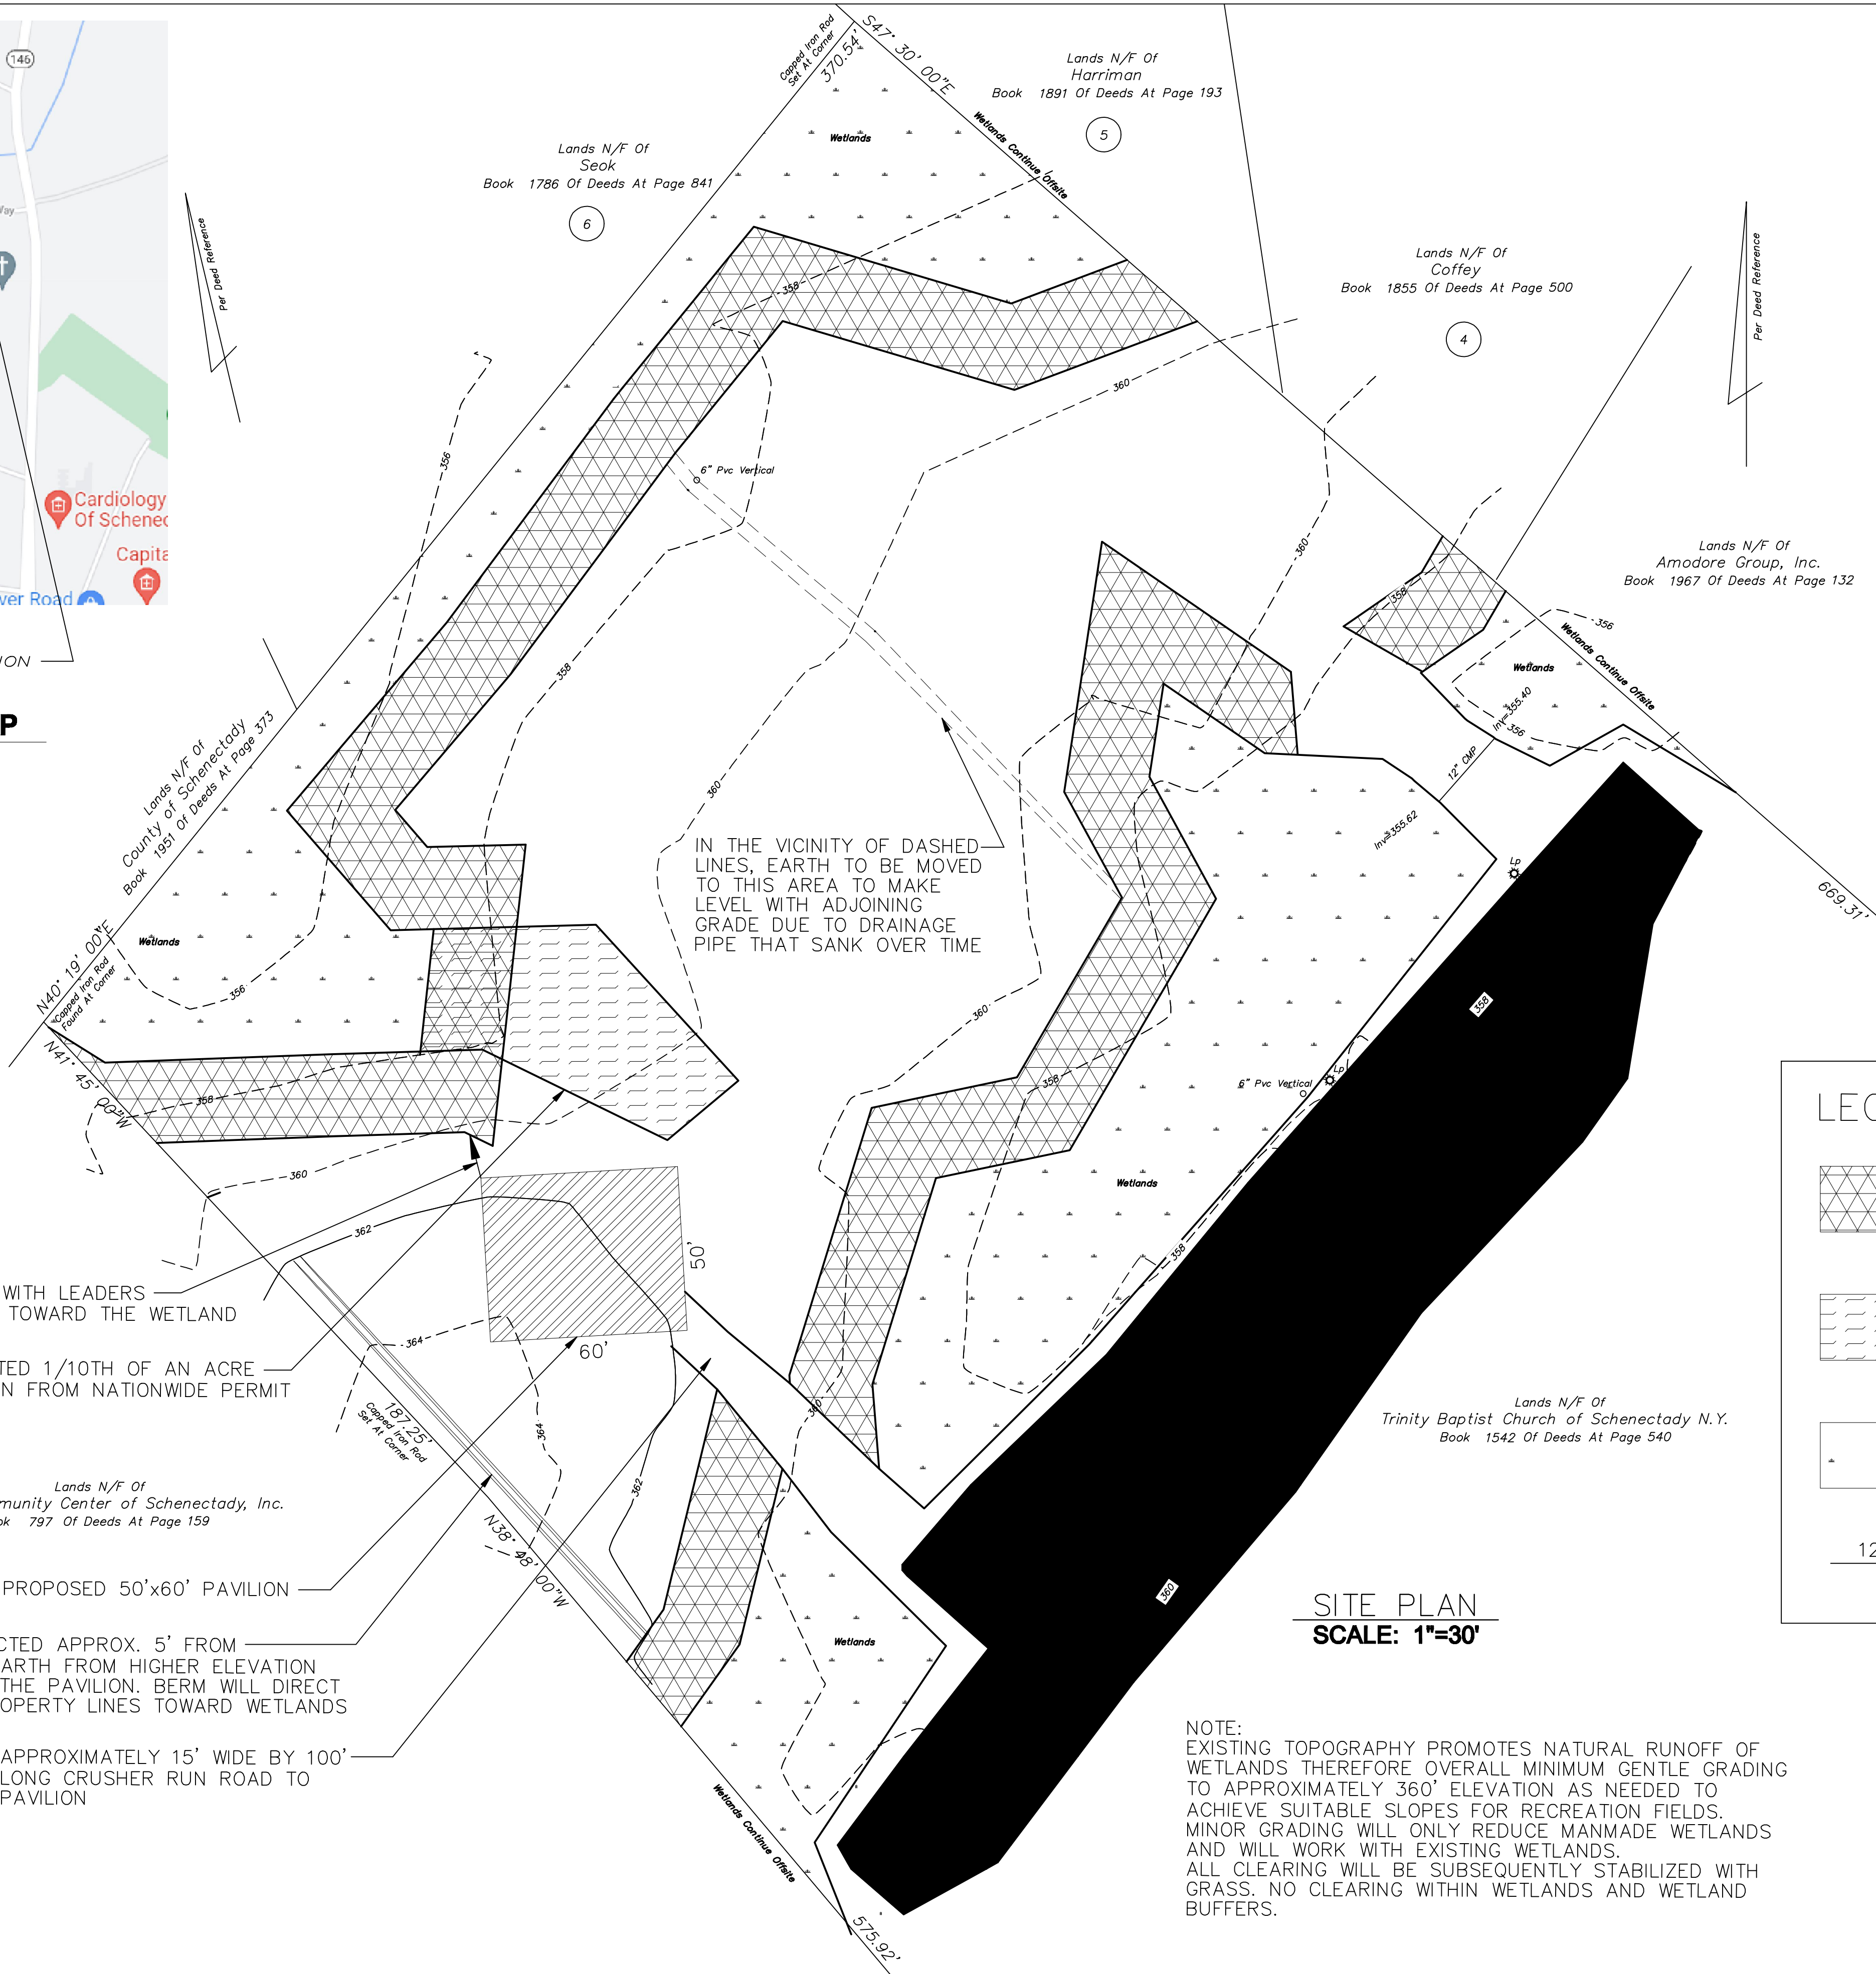 146
Way
Cardiology
Of Schenec
Capita
ver Road
ION
P
Per Deed Reference
Capped Iron Rod
Set At Corner
370.54'
S47° 30' 00"E
Lands N/F Of
Harriman
Book 1891 Of Deeds At Page 193
5
Wetlands
Wetlands Continue Offsite
Lands N/F Of
Seok
Book 1786 Of Deeds At Page 841
6
Lands N/F Of
Coffey
Book 1855 Of Deeds At Page 500
4
Per Deed Reference
358
360
356
6" Pvc Vertical
360
358
Lands N/F Of
Amodore Group, Inc.
Book 1967 Of Deeds At Page 132
356
Wetlands
Wetlands Continue Offsite
Inv=355.40
356
12" CMP
Inv=355.62
Lp
669.31'
358
360
Lands N/F Of
County of Schenectady
Book 1951 Of Deeds At Page 373
N40° 19' 00"E
Capped Iron Rod
Found At Corner
Wetlands
356
N41° 45' 00"W
358
IN THE VICINITY OF DASHED
LINES, EARTH TO BE MOVED
TO THIS AREA TO MAKE
LEVEL WITH ADJOINING
GRADE DUE TO DRAINAGE
PIPE THAT SANK OVER TIME
360
358
358
6" Pvc Vertical
Lp
LEG
360
Wetlands
362
50'
60'
358
WITH LEADERS
TOWARD THE WETLAND
364
TED 1/10TH OF AN ACRE
N FROM NATIONWIDE PERMIT
187.25'
Capped Iron Rod
Set At Corner
364
360
362
Lands N/F Of
Trinity Baptist Church of Schenectady N.Y.
Book 1542 Of Deeds At Page 540
Lands N/F Of
munity Center of Schenectady, Inc.
ok 797 Of Deeds At Page 159
N38° 48' 00"W
12
PROPOSED 50'x60' PAVILION
360
SITE PLAN
SCALE: 1"=30'
CTED APPROX. 5' FROM
ARTH FROM HIGHER ELEVATION
THE PAVILION. BERM WILL DIRECT
OPERTY LINES TOWARD WETLANDS
Wetlands
APPROXIMATELY 15' WIDE BY 100'
LONG CRUSHER RUN ROAD TO
PAVILION
Wetlands Continue Offsite
575.92'
NOTE:
EXISTING TOPOGRAPHY PROMOTES NATURAL RUNOFF OF
WETLANDS THEREFORE OVERALL MINIMUM GENTLE GRADING
TO APPROXIMATELY 360' ELEVATION AS NEEDED TO
ACHIEVE SUITABLE SLOPES FOR RECREATION FIELDS.
MINOR GRADING WILL ONLY REDUCE MANMADE WETLANDS
AND WILL WORK WITH EXISTING WETLANDS.
ALL CLEARING WILL BE SUBSEQUENTLY STABILIZED WITH
GRASS. NO CLEARING WITHIN WETLANDS AND WETLAND
BUFFERS.